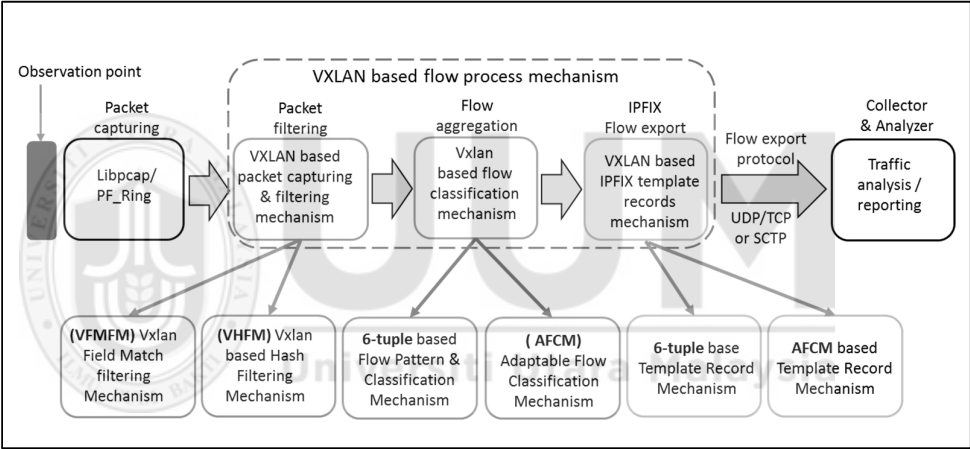 VXLAN based flow process mechanism
Observation point
Packet
capturing
Packet
filtering
Flow
aggregation
IPFIX
Flow export
Collector
& Analyzer
Libpcap/
PF_Ring
VXLAN based
packet capturing
& filtering
mechanism
Vxlan
based flow
classification
mechanism
VXLAN based
IPFIX template
records
mechanism
Flow export
protocol
UDP/TCP
or SCTP
Traffic
analysis /
reporting
(VFMFM) Vxlan
Field Match
filtering
Mechanism
(VHFM) Vxlan
based Hash
Filtering
Mechanism
6-tuple based
Flow Pattern &
Classification
Mechanism
( AFCM)
Adaptable Flow
Classification
Mechanism
6-tuple base
Template Record
Mechanism
AFCM based
Template Record
Mechanism
UUM
Universiti Utara Malaysia